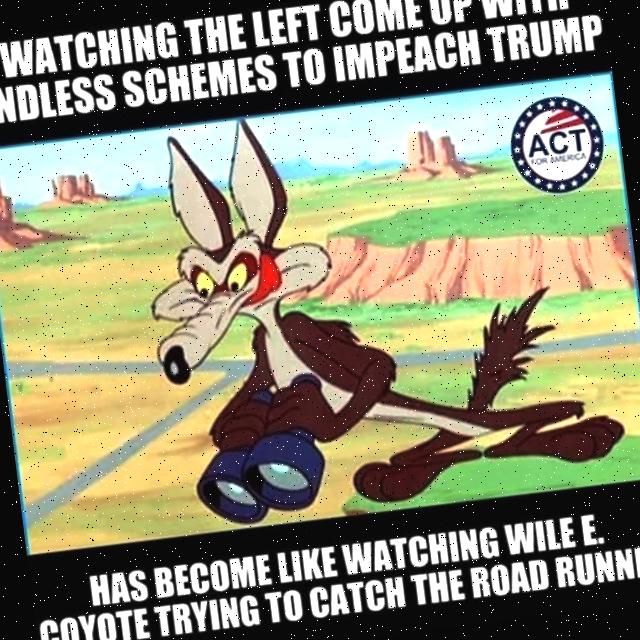 WATCHING THE LEFT COME UP WITH
NDLESS SCHEMES TO IMPEACH TRUMP
ACT
FOR AMERICA
HAS BECOME LIKE WATCHING WILE E.
COYOTE TRYING TO CATCH THE ROAD RUNN